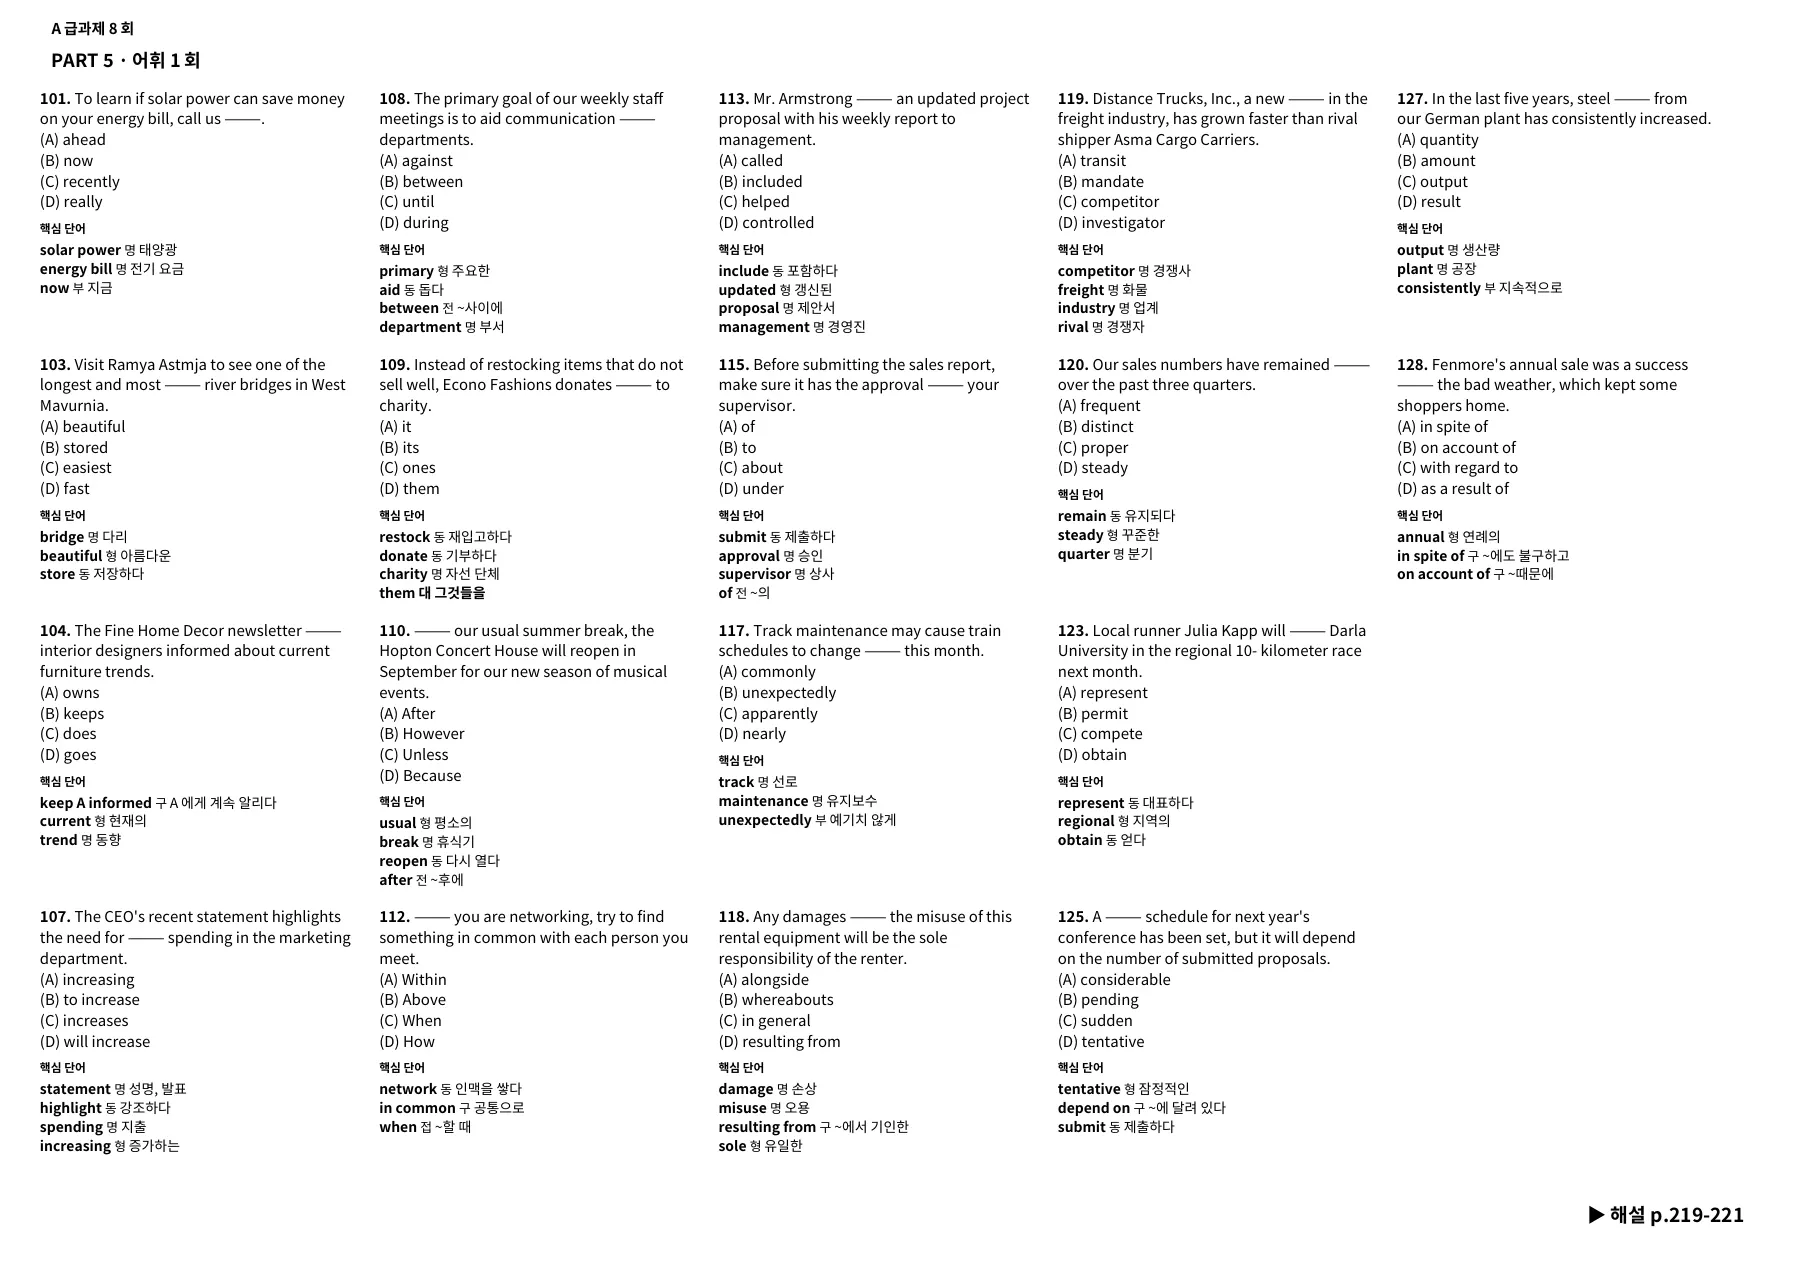 A 급과제 8 회
PART 5 · 어휘 1 회
101. To learn if solar power can save money
on your energy bill, call us ——.
(A) ahead
(B) now
(C) recently
(D) really
핵심 단어
solar power 명 태양광
energy bill 명 전기 요금
now 부 지금
103. Visit Ramya Astmja to see one of the
longest and most —— river bridges in West
Mavurnia.
(A) beautiful
(B) stored
(C) easiest
(D) fast
핵심 단어
bridge 명 다리
beautiful 형 아름다운
store 동 저장하다
104. The Fine Home Decor newsletter ——
interior designers informed about current
furniture trends.
(A) owns
(B) keeps
(C) does
(D) goes
핵심 단어
keep A informed 구 A 에게 계속 알리다
current 형 현재의
trend 명 동향
107. The CEO's recent statement highlights
the need for —— spending in the marketing
department.
(A) increasing
(B) to increase
(C) increases
(D) will increase
핵심 단어
statement 명 성명, 발표
highlight 동 강조하다
spending 명 지출
increasing 형 증가하는
108. The primary goal of our weekly staff
meetings is to aid communication ——
departments.
(A) against
(B) between
(C) until
(D) during
핵심 단어
primary 형 주요한
aid 동 돕다
between 전 ~사이에
department 명 부서
109. Instead of restocking items that do not
sell well, Econo Fashions donates —— to
charity.
(A) it
(B) its
(C) ones
(D) them
핵심 단어
restock 동 재입고하다
donate 동 기부하다
charity 명 자선 단체
them 대 그것들을
110. —— our usual summer break, the
Hopton Concert House will reopen in
September for our new season of musical
events.
(A) After
(B) However
(C) Unless
(D) Because
핵심 단어
usual 형 평소의
break 명 휴식기
reopen 동 다시 열다
after 전 ~후에
112. —— you are networking, try to find
something in common with each person you
meet.
(A) Within
(B) Above
(C) When
(D) How
핵심 단어
network 동 인맥을 쌓다
in common 구 공통으로
when 접 ~할 때
113. Mr. Armstrong —— an updated project
proposal with his weekly report to
management.
(A) called
(B) included
(C) helped
(D) controlled
핵심 단어
include 동 포함하다
updated 형 갱신된
proposal 명 제안서
management 명 경영진
115. Before submitting the sales report,
make sure it has the approval —— your
supervisor.
(A) of
(B) to
(C) about
(D) under
핵심 단어
submit 동 제출하다
approval 명 승인
supervisor 명 상사
of 전 ~의
117. Track maintenance may cause train
schedules to change —— this month.
(A) commonly
(B) unexpectedly
(C) apparently
(D) nearly
핵심 단어
track 명 선로
maintenance 명 유지보수
unexpectedly 부 예기치 않게
118. Any damages —— the misuse of this
rental equipment will be the sole
responsibility of the renter.
(A) alongside
(B) whereabouts
(C) in general
(D) resulting from
핵심 단어
damage 명 손상
misuse 명 오용
resulting from 구 ~에서 기인한
sole 형 유일한
119. Distance Trucks, Inc., a new —— in the
freight industry, has grown faster than rival
shipper Asma Cargo Carriers.
(A) transit
(B) mandate
(C) competitor
(D) investigator
핵심 단어
competitor 명 경쟁사
freight 명 화물
industry 명 업계
rival 명 경쟁자
120. Our sales numbers have remained ——
over the past three quarters.
(A) frequent
(B) distinct
(C) proper
(D) steady
핵심 단어
remain 동 유지되다
steady 형 꾸준한
quarter 명 분기
123. Local runner Julia Kapp will —— Darla
University in the regional 10- kilometer race
next month.
(A) represent
(B) permit
(C) compete
(D) obtain
핵심 단어
represent 동 대표하다
regional 형 지역의
obtain 동 얻다
125. A —— schedule for next year's
conference has been set, but it will depend
on the number of submitted proposals.
(A) considerable
(B) pending
(C) sudden
(D) tentative
핵심 단어
tentative 형 잠정적인
depend on 구 ~에 달려 있다
submit 동 제출하다
127. In the last five years, steel —— from
our German plant has consistently increased.
(A) quantity
(B) amount
(C) output
(D) result
핵심 단어
output 명 생산량
plant 명 공장
consistently 부 지속적으로
128. Fenmore's annual sale was a success
—— the bad weather, which kept some
shoppers home.
(A) in spite of
(B) on account of
(C) with regard to
(D) as a result of
핵심 단어
annual 형 연례의
in spite of 구 ~에도 불구하고
on account of 구 ~때문에
▶ 해설 p.219-221